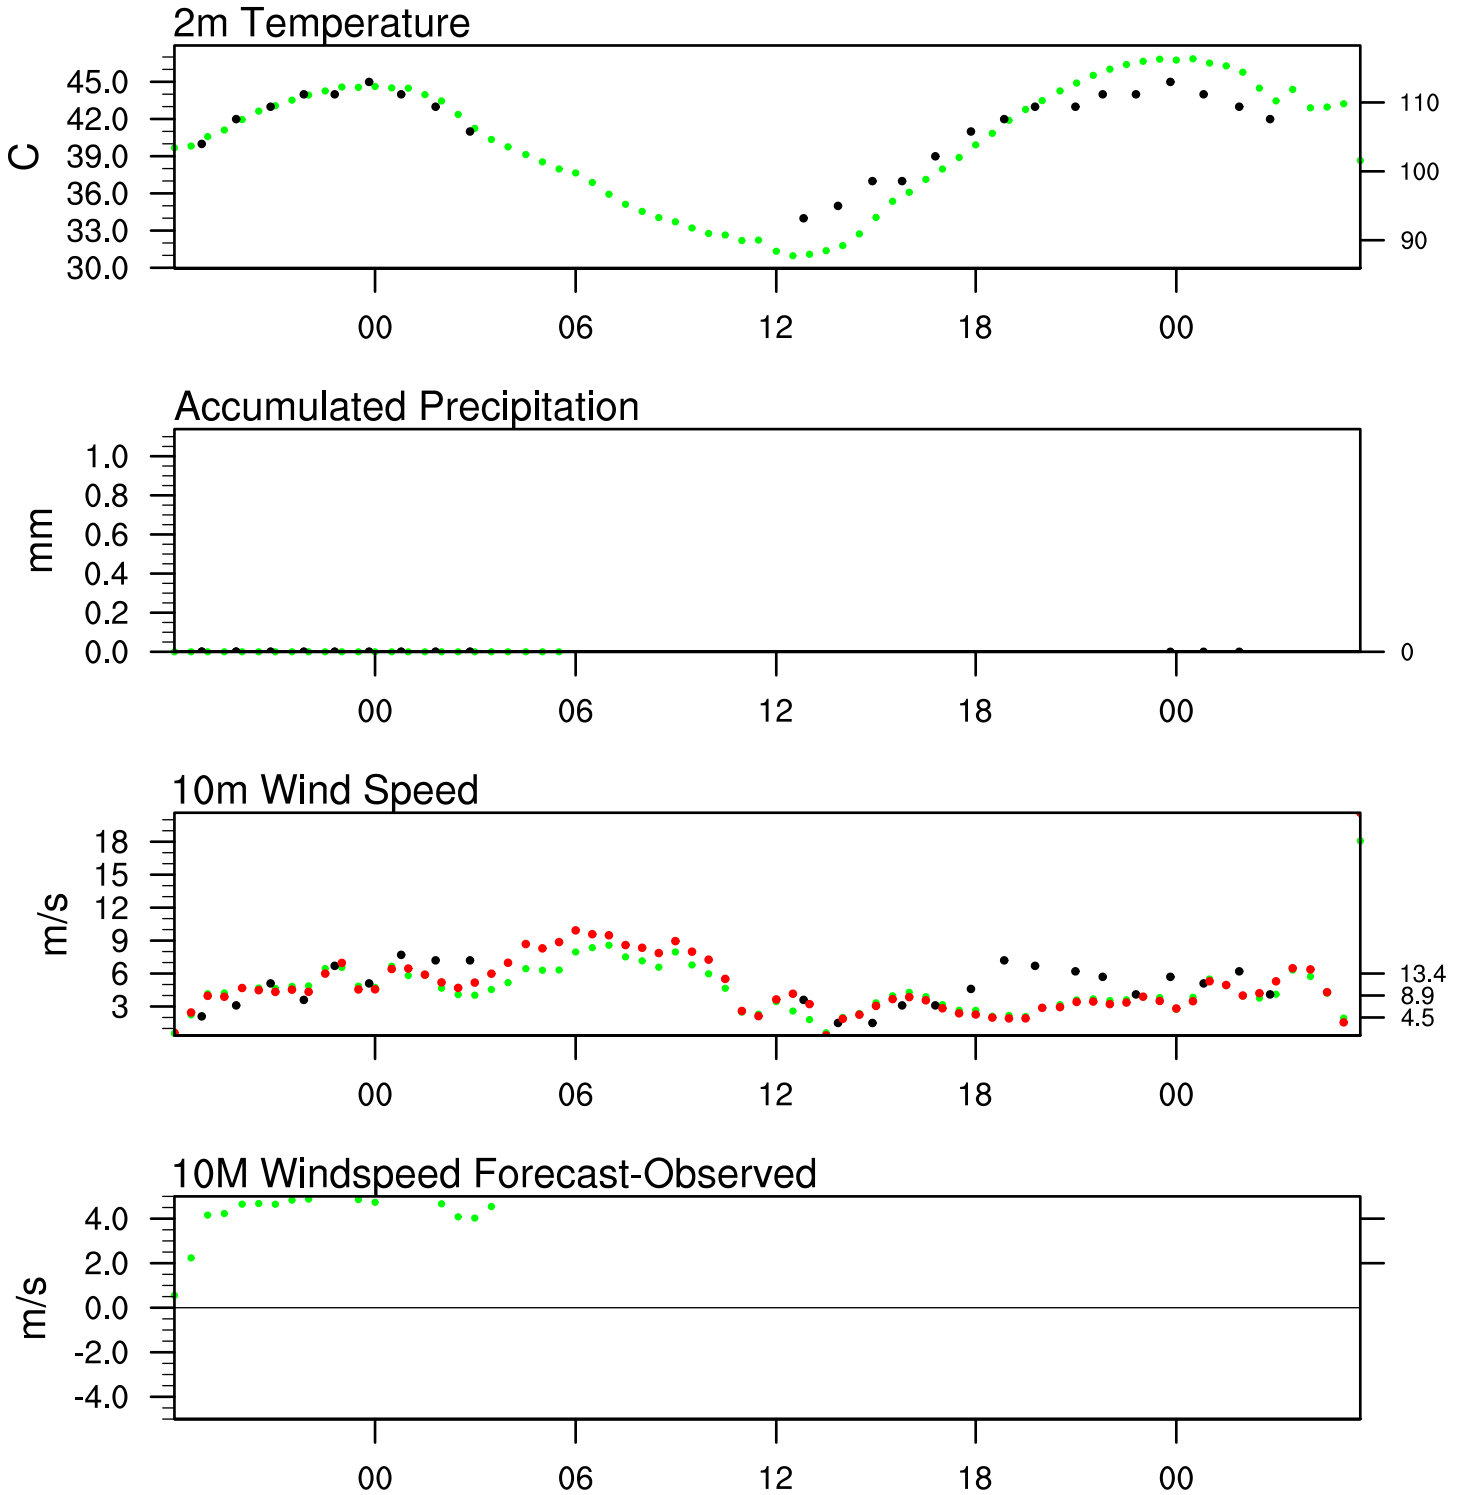 2m Temperature
45.0
42.0
39.0
36.0
33.0
30.0
C
110
100
90
00 06 12 18 00
Accumulated Precipitation
1.0
0.8
0.6
0.4
0.2
0.0
mm
0
00 06 12 18 00
10m Wind Speed
18
15
12
9
6
3
m/s
13.4
8.9
4.5
00 06 12 18 00
10M Windspeed Forecast-Observed
4.0
2.0
0.0
-2.0
-4.0
m/s
00 06 12 18 00